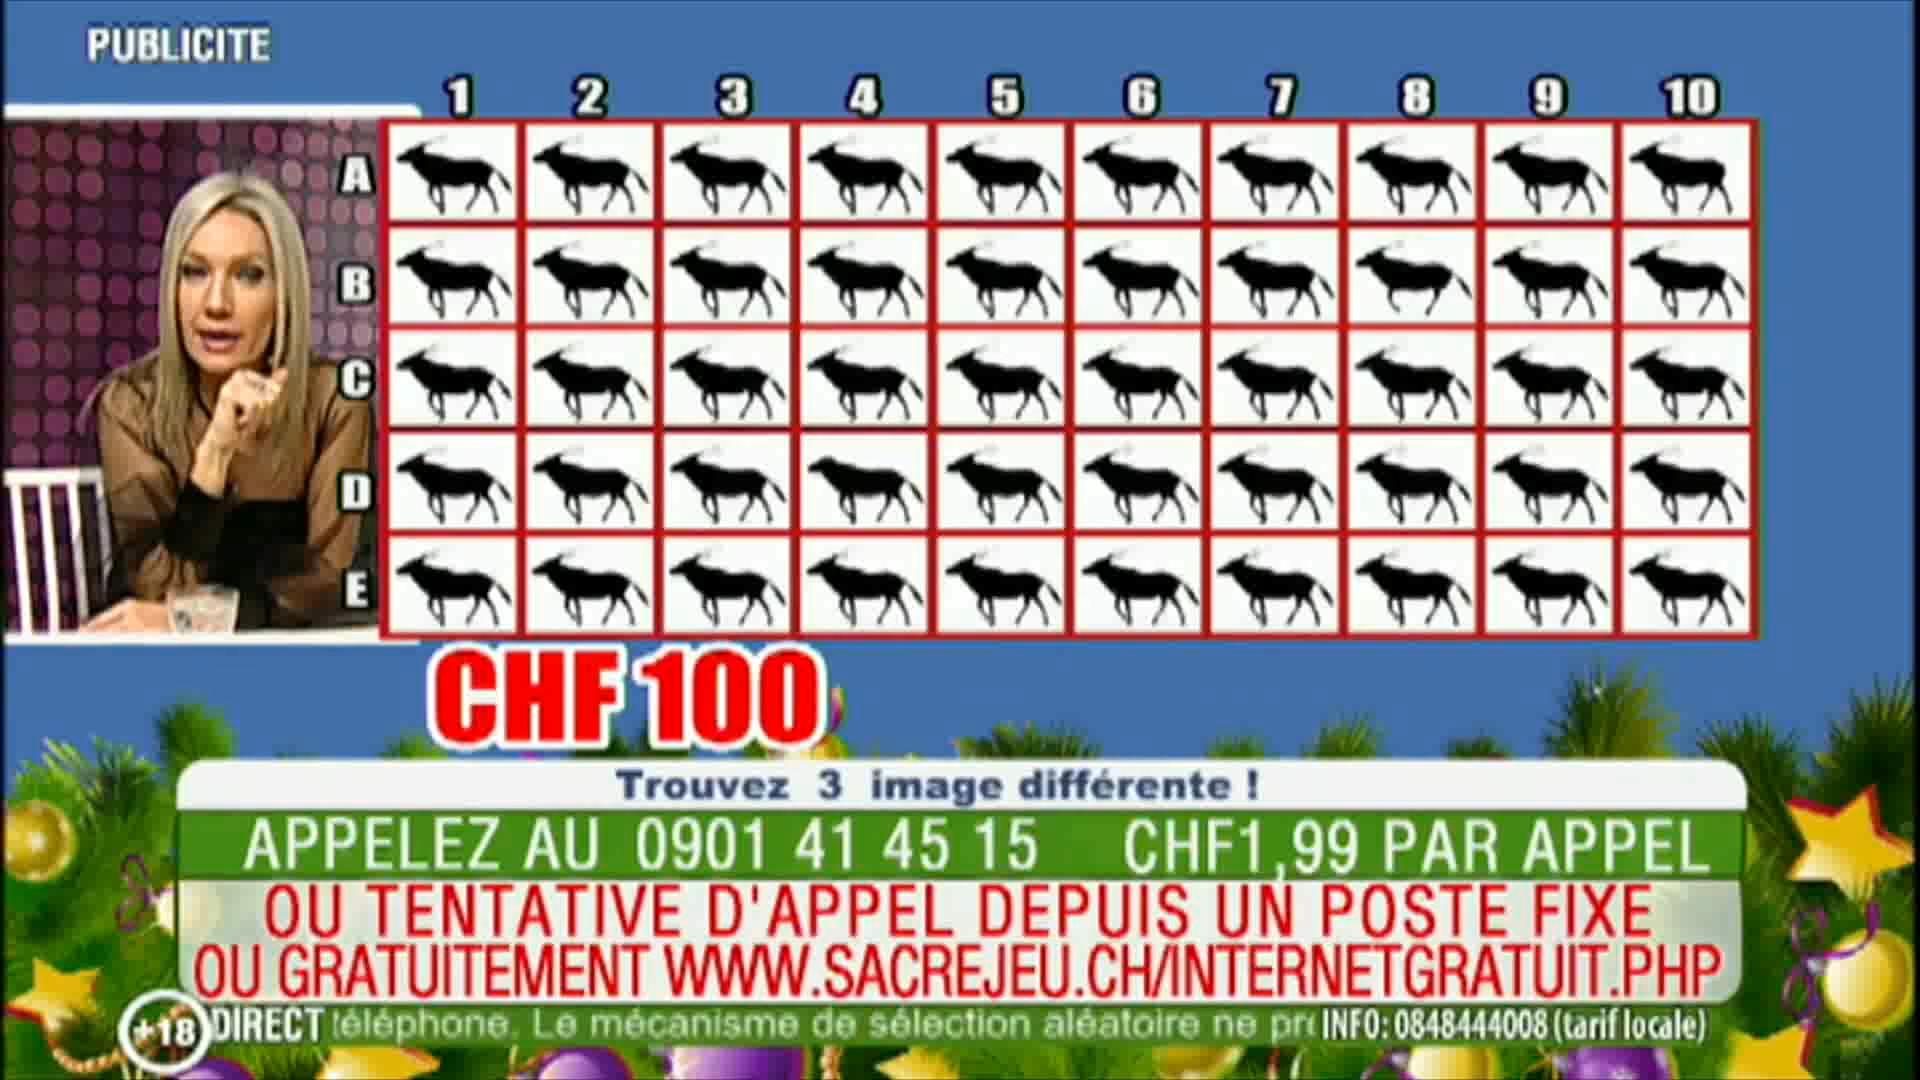 PUBLICITE
1 2 3 4 5 6 7 8 9 10
A
B
C
D
E
CHF 100
Trouvez 3 image différente !
APPELEZ AU 0901 41 45 15 CHF1,99 PAR APPEL
OU TENTATIVE D'APPEL DEPUIS UN POSTE FIXE
OU GRATUITEMENT WWW.SACREJEU.CH/INTERNETGRATUIT.PHP
+18 DIRECT téléphone. Le mécanisme de sélection aléatoire ne INFO: 0848444008 (tarif locale)